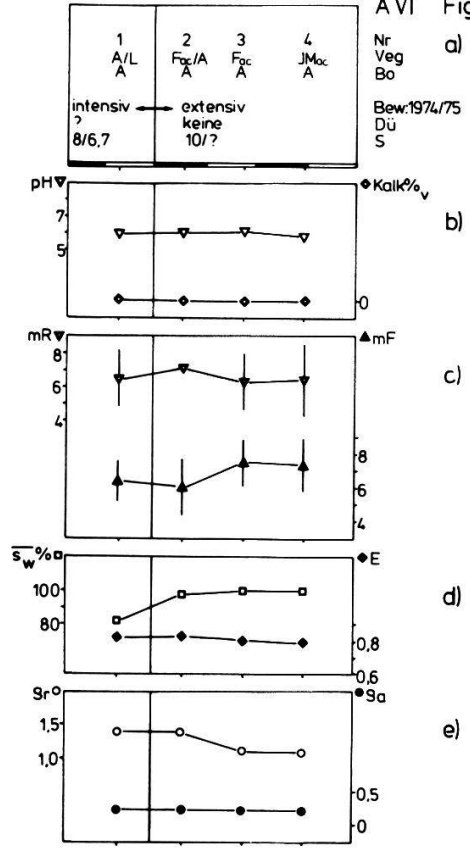 A VI Fig
1 2 3 4 Nr a)
A/L Fac/A Fac JMac Veg
A A A A Bo
intensiv ↔ extensiv Bew:1974/75
? keine Dü
8/6,7 10/? S
pH▽ ◇Kalk%v
7
5
0
b)
mR▼ ▲mF
8
6
4
8
6
4
c)
sw% □ ◆E
100
80
0,8
0,6
d)
gr○ ●ga
1,5
1,0
0,5
0
e)